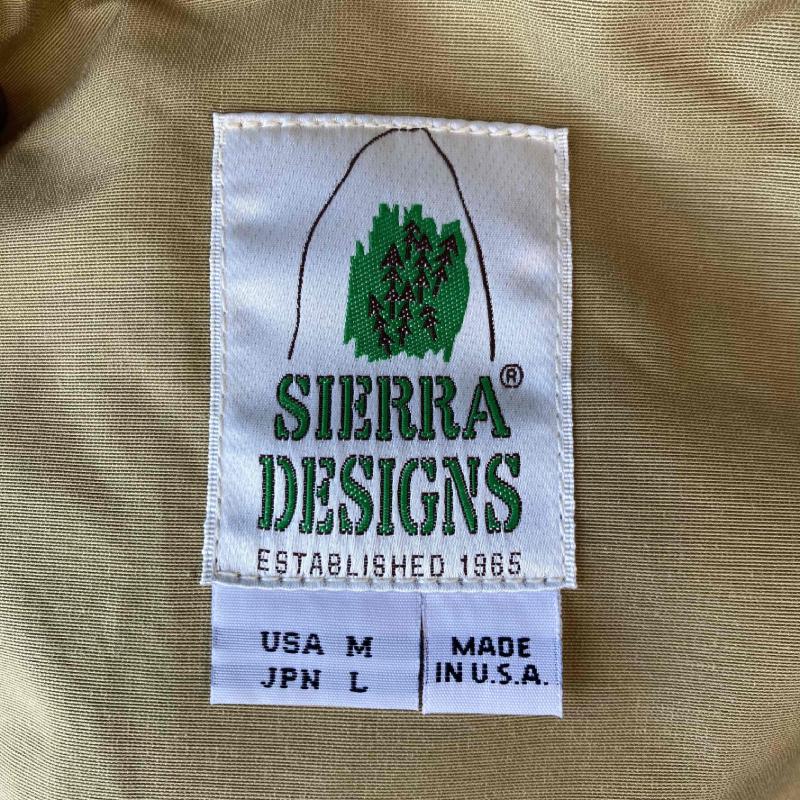 SIERRA®
DESIGNS
ESTABLISHED 1965
USA M
JPN L
MADE
IN U.S.A.